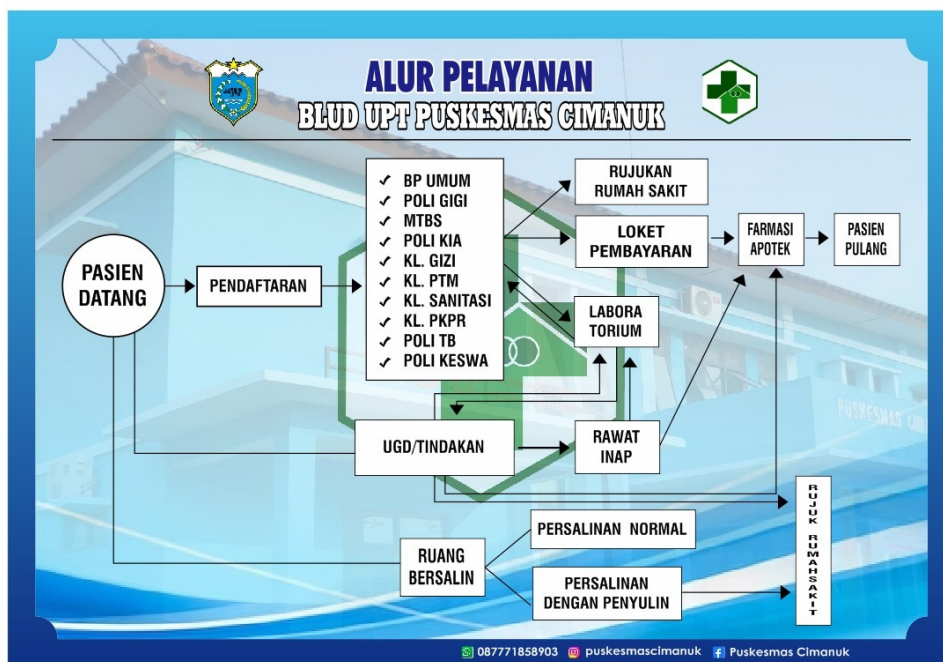 ALUR PELAYANAN
BLUD UPT PUSKESMAS CIMANUK
PASIEN
DATANG
PENDAFTARAN
✓ BP UMUM
✓ POLI GIGI
✓ MTBS
✓ POLI KIA
✓ KL. GIZI
✓ KL. PTM
✓ KL. SANITASI
✓ KL. PKPR
✓ POLI TB
✓ POLI KESWA
RUJUKAN
RUMAH SAKIT
LOKET
PEMBAYARAN
FARMASI
APOTEK
PASIEN
PULANG
LABORA
TORIUM
UGD/TINDAKAN
RAWAT
INAP
RUANG
BERSALIN
PERSALINAN NORMAL
PERSALINAN
DENGAN PENYULIN
RUJUK RUMAHSAKIT
PUSKESMAS
087771858903 puskesmascimanuk Puskesmas Cimanuk